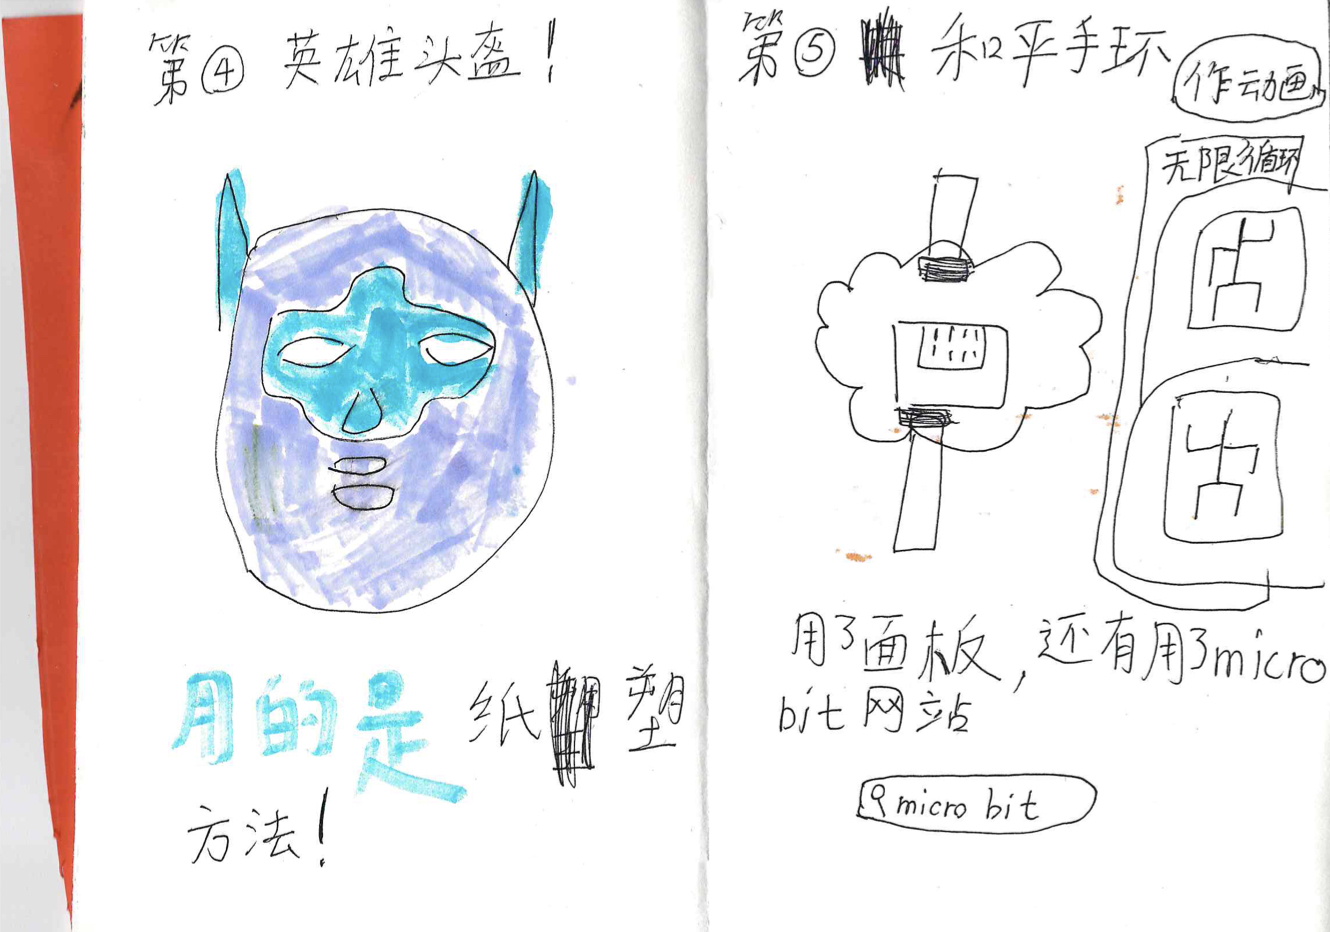 第④ 英雄头盔!
用的是 纸 塑
方法!
第⑤ 和平手环
作动画
无限循环
用了面板,还有用了micro
bit网站
micro bit